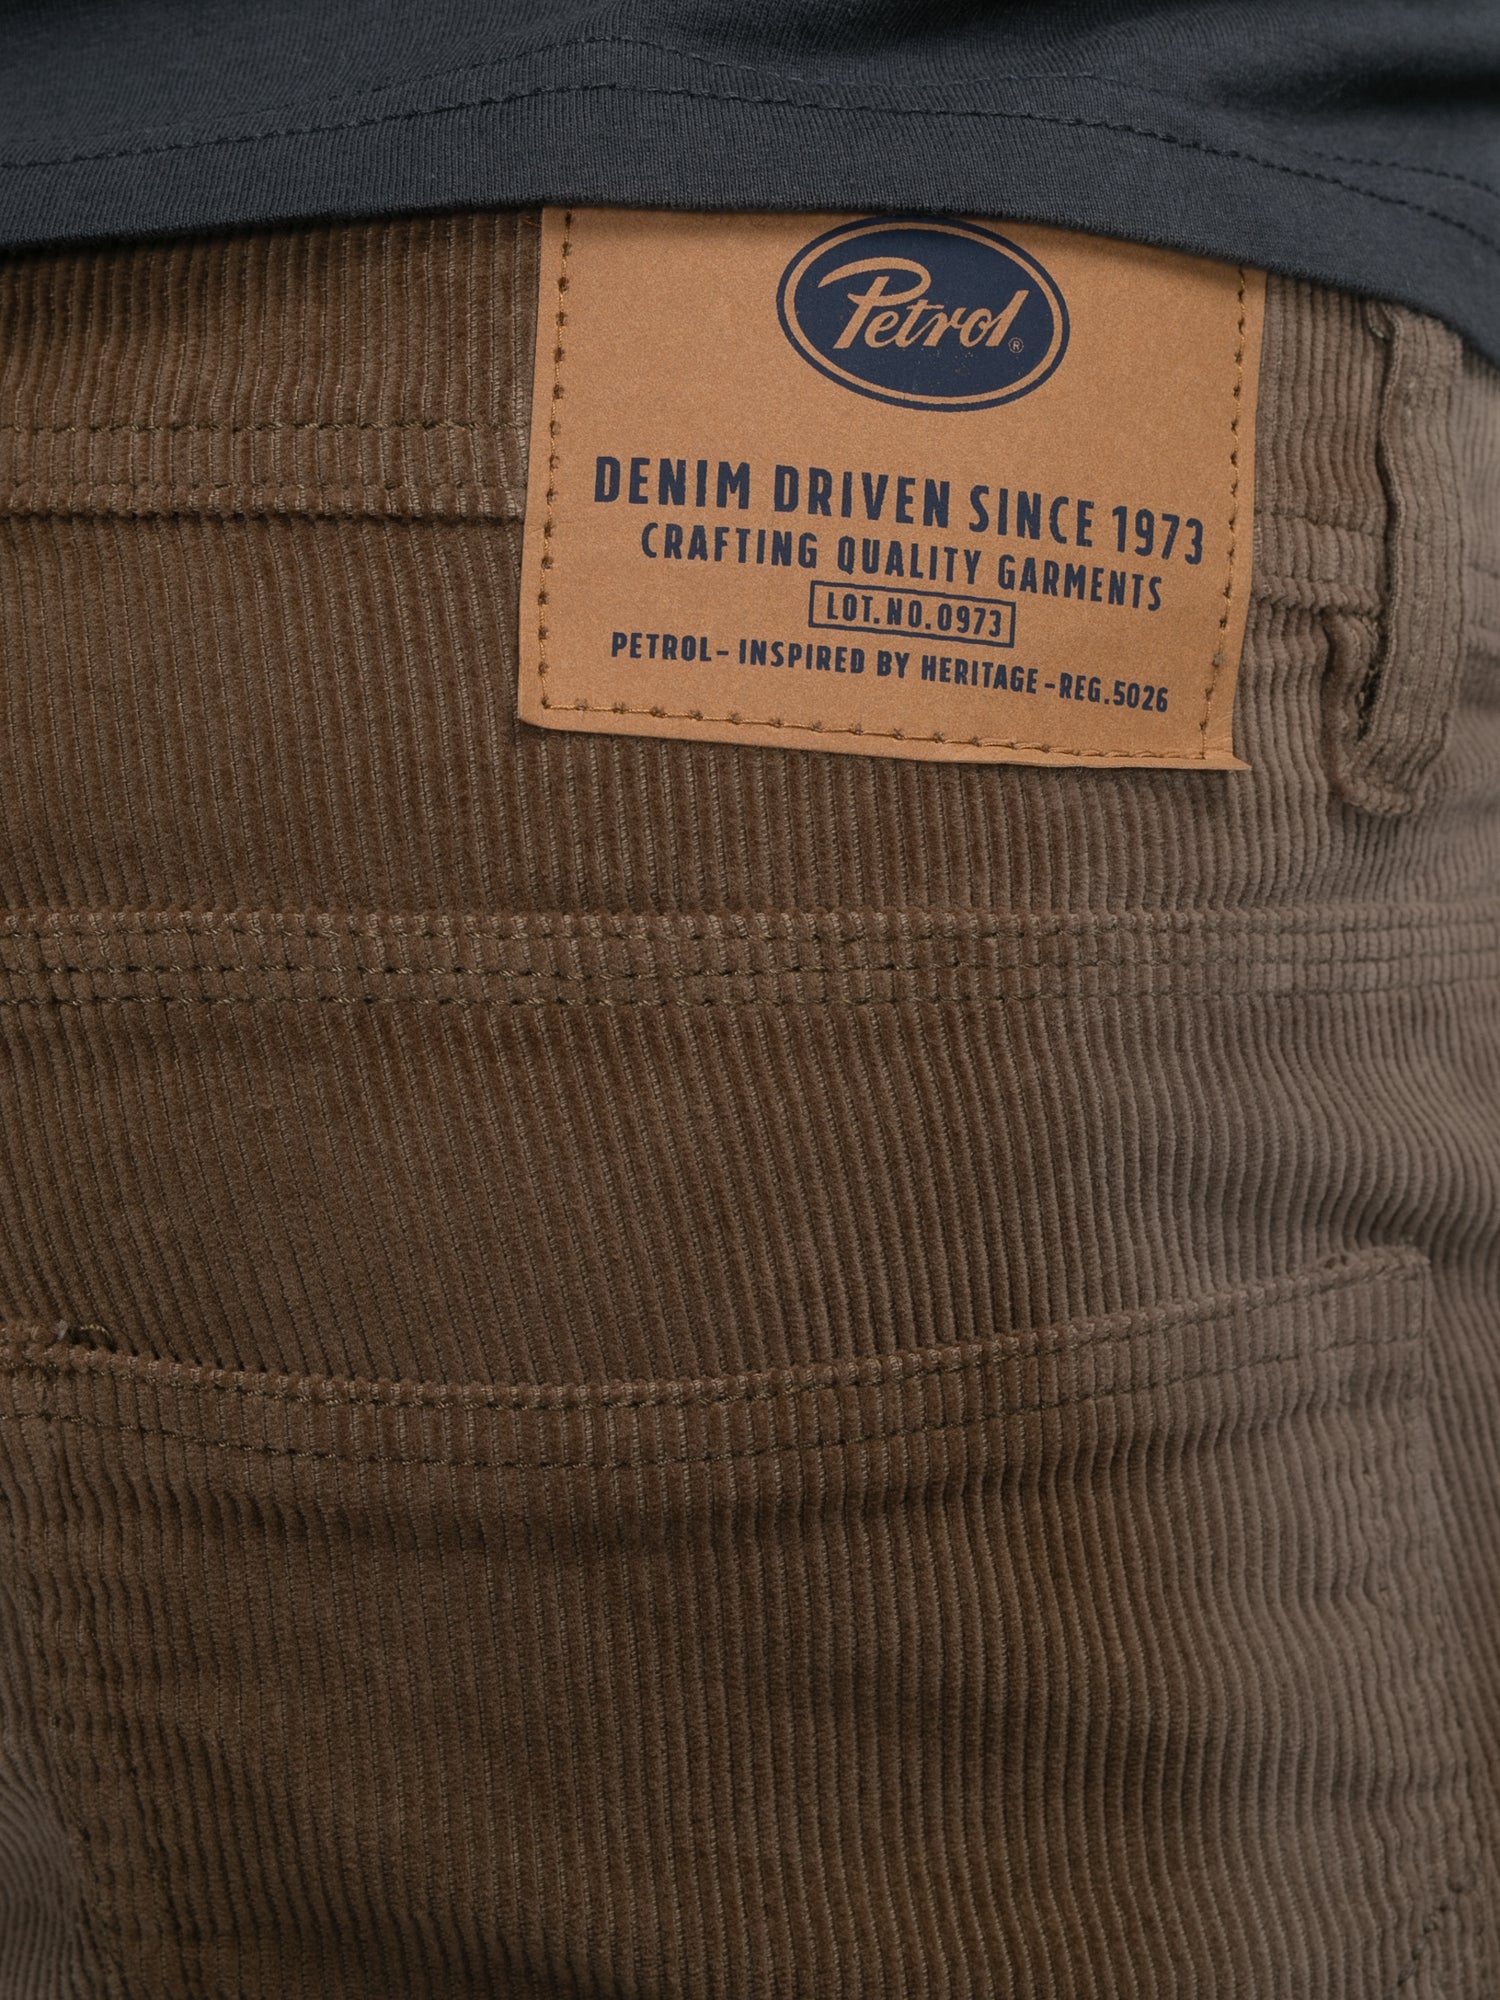 Petrol®
DENIM DRIVEN SINCE 1973
CRAFTING QUALITY GARMENTS
LOT.NO.0973
PETROL- INSPIRED BY HERITAGE -REG.5026